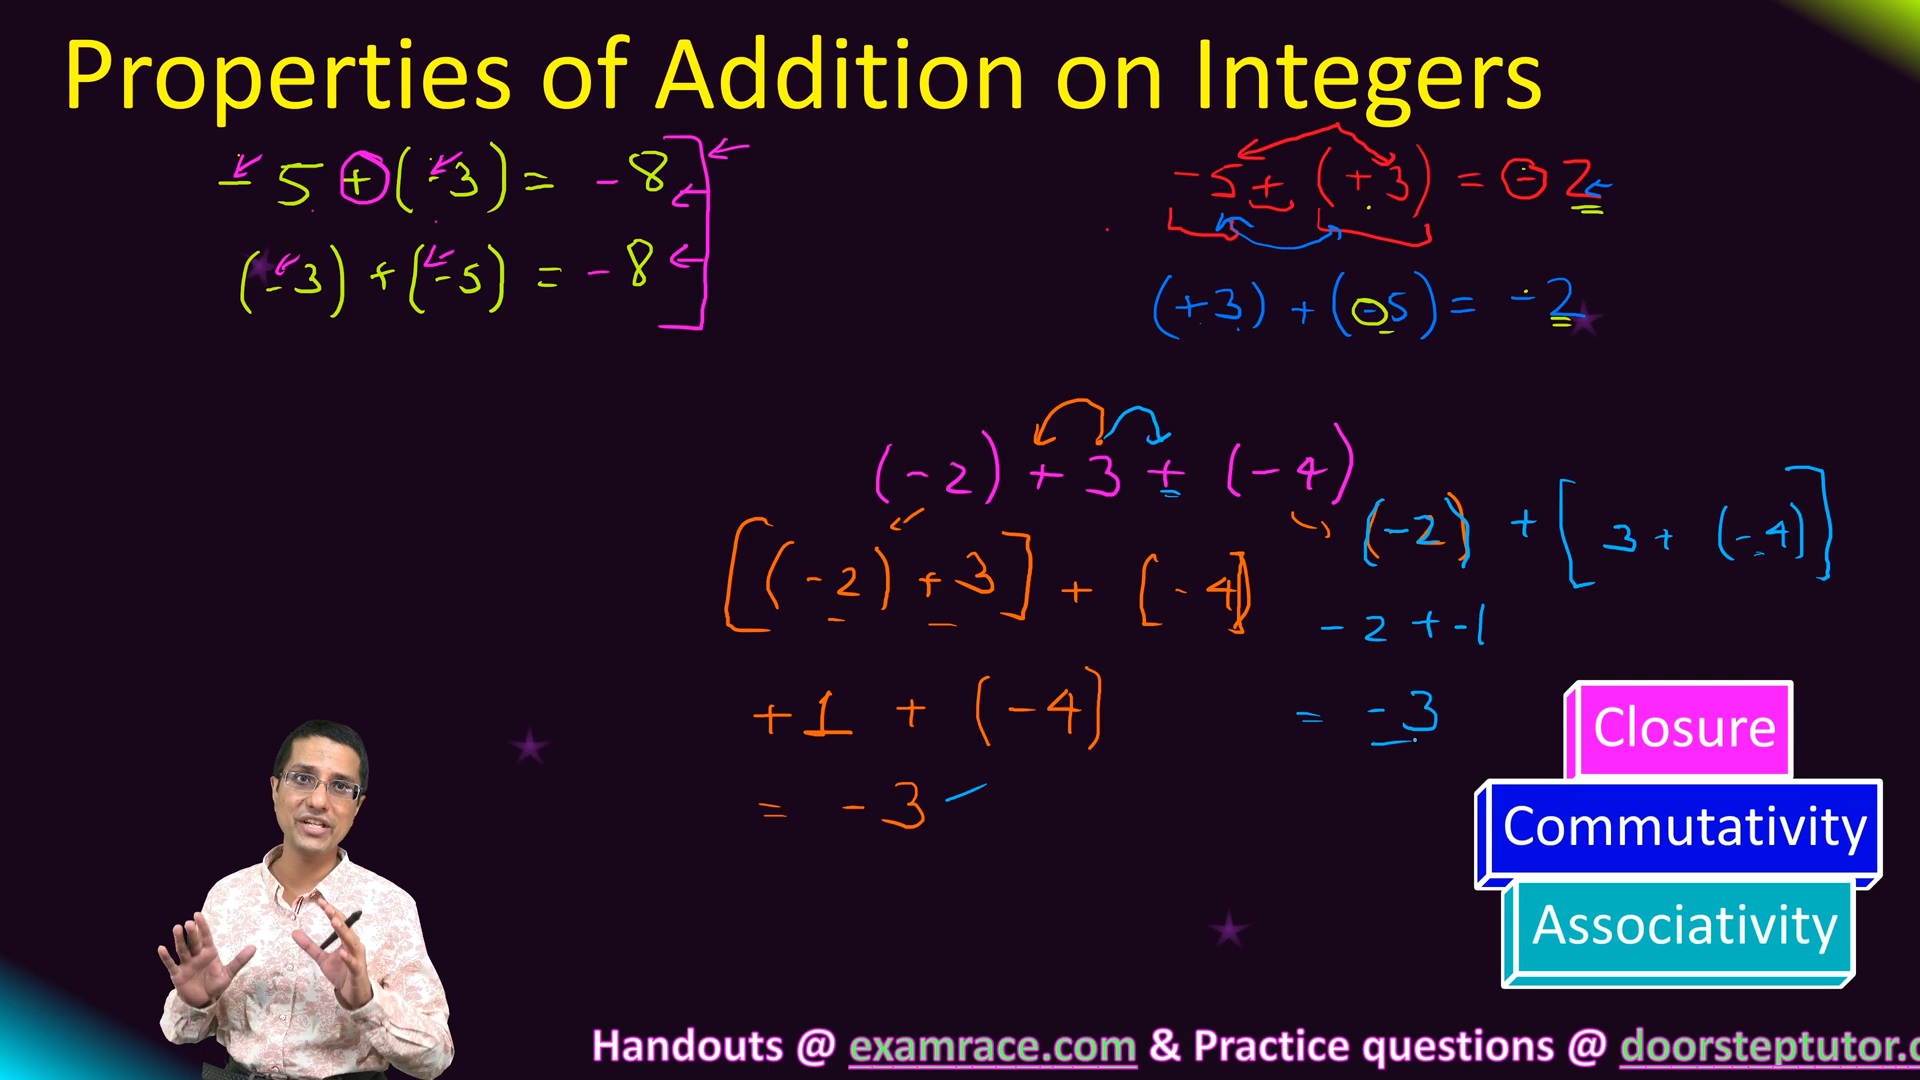 Properties of Addition on Integers
- 5 + (-3) = - 8
(-3) + (-5) = - 8
-5 + (+3) = - 2
(+3) + (-5) = - 2
(-2) + 3 + (-4)
[(-2) + 3] + [-4]
+1 + (-4)
= -3
(-2) + [3 + (-4)]
-2 + -1
= -3
Closure
Commutativity
Associativity
Handouts @ examrace.com & Practice questions @ doorsteptutor.c